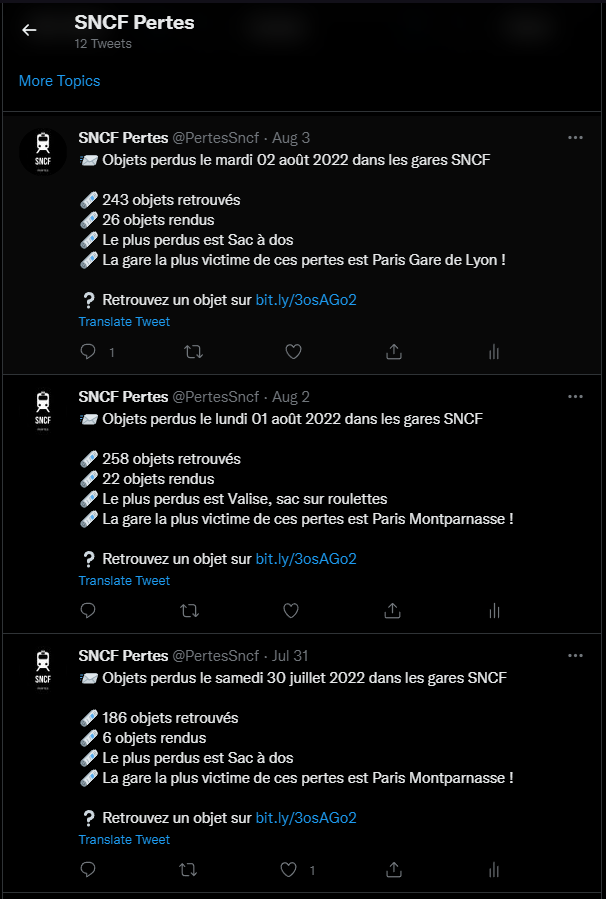 SNCF Pertes
12 Tweets
More Topics
SNCF Pertes @PertesSncf · Aug 3
Objets perdus le mardi 02 août 2022 dans les gares SNCF
243 objets retrouvés
26 objets rendus
Le plus perdus est Sac à dos
La gare la plus victime de ces pertes est Paris Gare de Lyon !
❔ Retrouvez un objet sur bit.ly/3osAGo2
Translate Tweet
1
SNCF
SNCF Pertes @PertesSncf · Aug 2
Objets perdus le lundi 01 août 2022 dans les gares SNCF
258 objets retrouvés
22 objets rendus
Le plus perdus est Valise, sac sur roulettes
La gare la plus victime de ces pertes est Paris Montparnasse !
❔ Retrouvez un objet sur bit.ly/3osAGo2
Translate Tweet
SNCF
SNCF Pertes @PertesSncf · Jul 31
Objets perdus le samedi 30 juillet 2022 dans les gares SNCF
186 objets retrouvés
6 objets rendus
Le plus perdus est Sac à dos
La gare la plus victime de ces pertes est Paris Montparnasse !
❔ Retrouvez un objet sur bit.ly/3osAGo2
Translate Tweet
1
SNCF